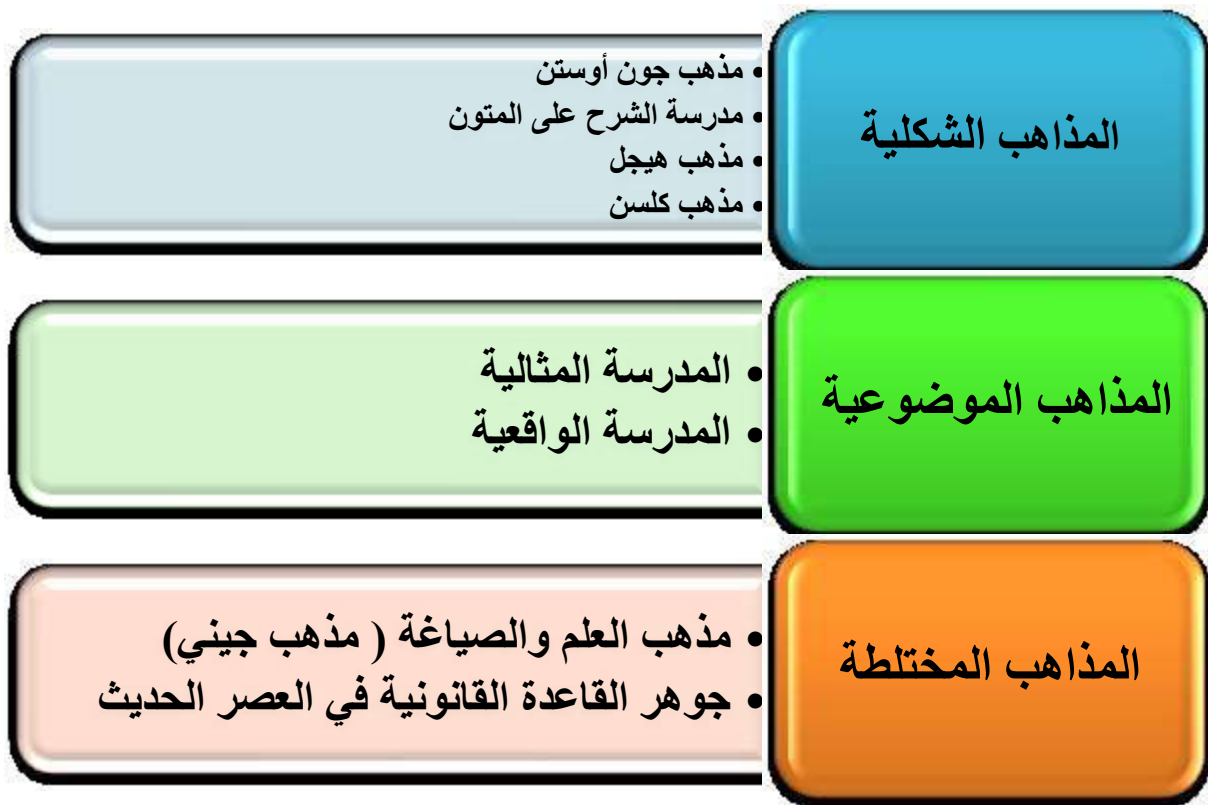 المذاهب الشكلية
• مذهب جون أوستن
• مدرسة الشرح على المتون
• مذهب هيجل
• مذهب كلسن
المذاهب الموضوعية
• المدرسة المثالية
• المدرسة الواقعية
المذاهب المختلطة
• مذهب العلم والصياغة ( مذهب جيني)
• جوهر القاعدة القانونية في العصر الحديث